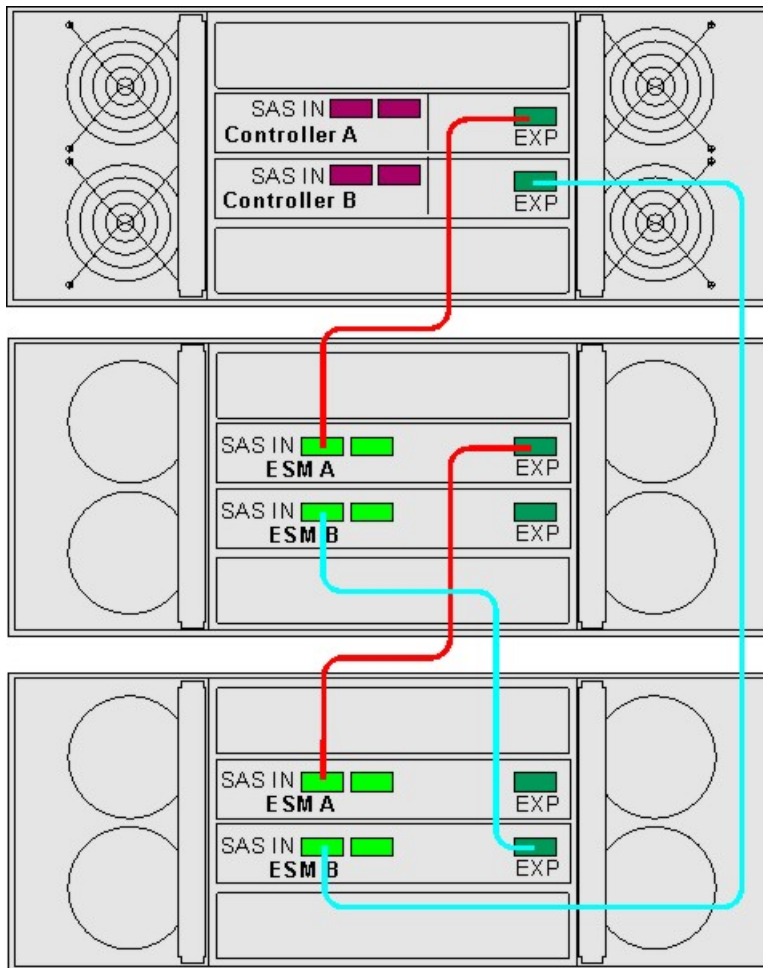 SAS IN
Controller A
EXP
SAS IN
Controller B
EXP
SAS IN
ESM A
EXP
SAS IN
ESM B
EXP
SAS IN
ESM A
EXP
SAS IN
ESM B
EXP